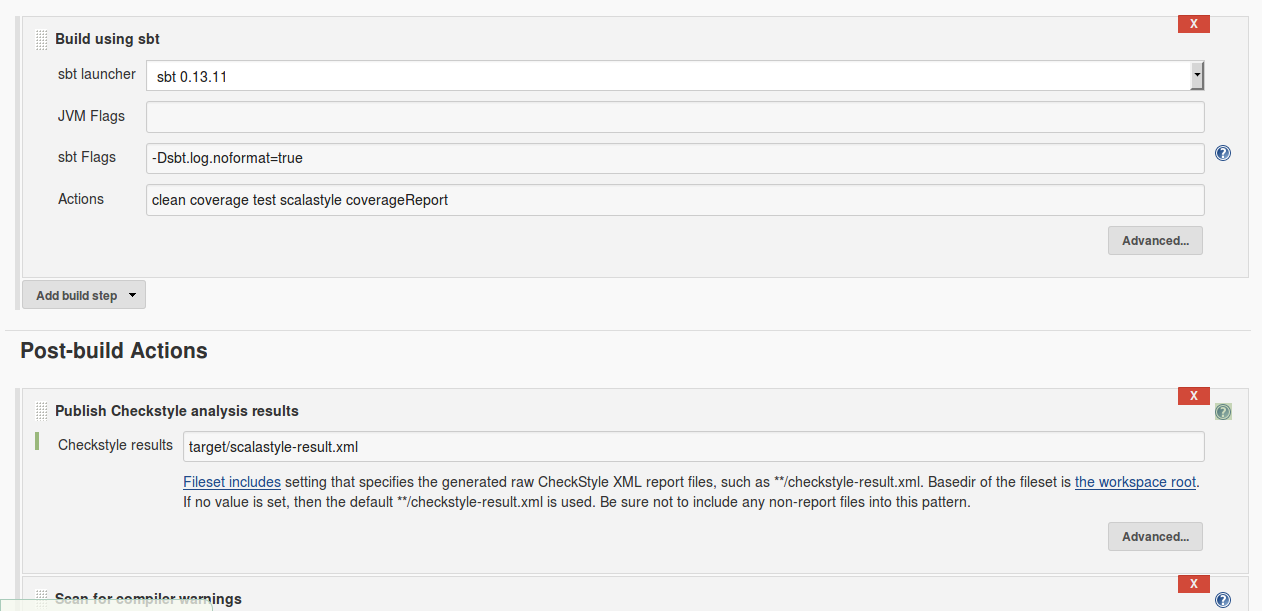 X
Build using sbt
sbt launcher sbt 0.13.11
JVM Flags
sbt Flags -Dsbt.log.noformat=true ?
Actions clean coverage test scalastyle coverageReport
Advanced...
Add build step
Post-build Actions
X
Publish Checkstyle analysis results ?
Checkstyle results target/scalastyle-result.xml
Fileset includes setting that specifies the generated raw CheckStyle XML report files, such as **/checkstyle-result.xml. Basedir of the fileset is the workspace root.
If no value is set, then the default **/checkstyle-result.xml is used. Be sure not to include any non-report files into this pattern.
Advanced...
X
Scan for compiler warnings ?